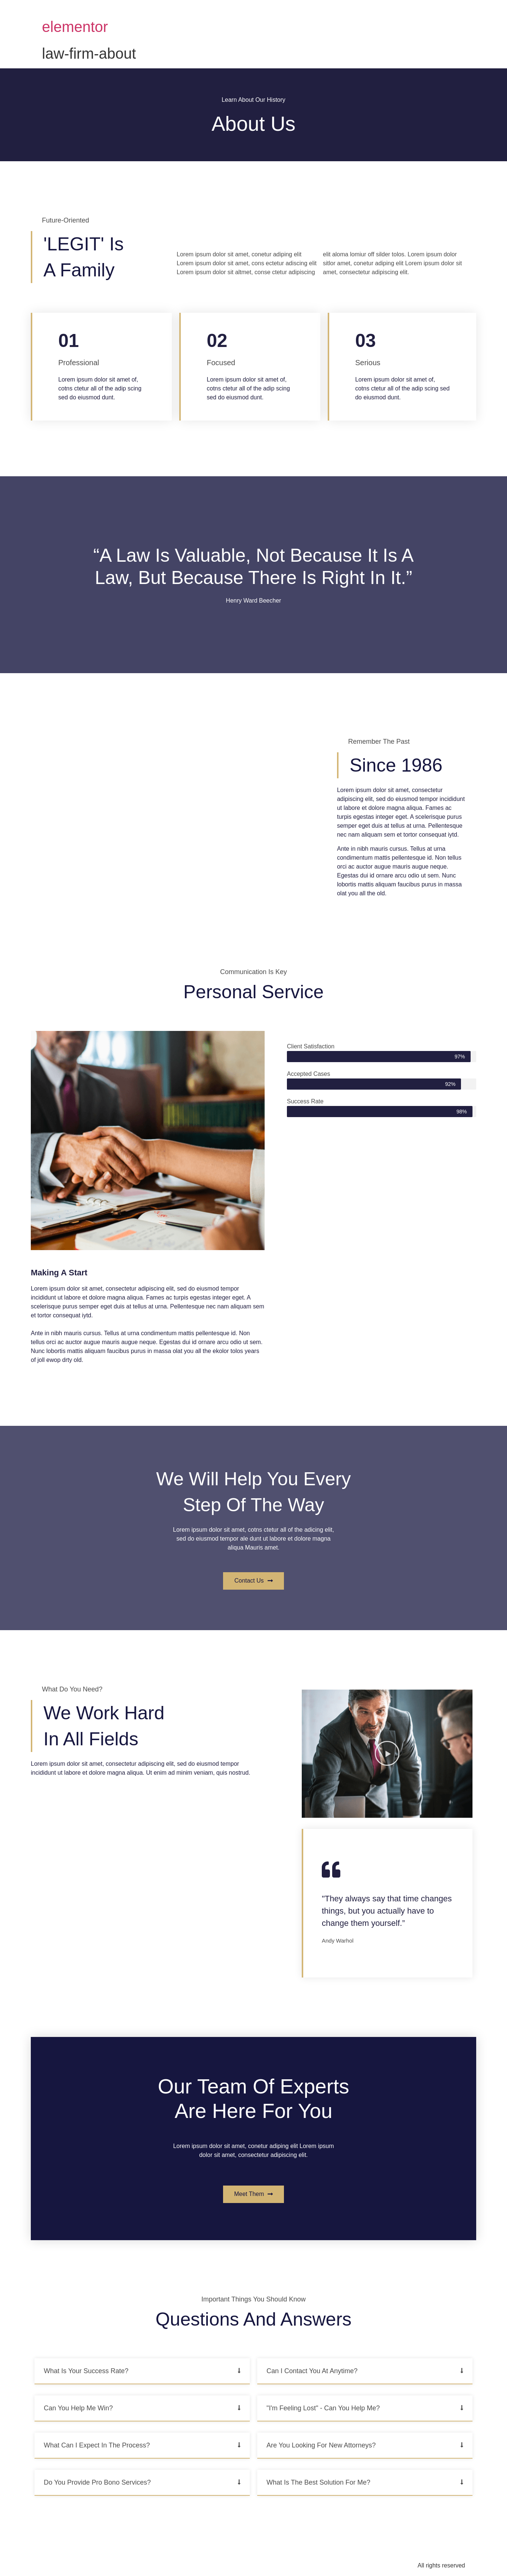 elementor
law-firm-about
Learn About Our History
About Us
Future-Oriented
'LEGIT' Is
A Family
Lorem ipsum dolor sit amet, conetur adiping elit
Lorem ipsum dolor sit amet, cons ectetur adiscing elit
Lorem ipsum dolor sit altmet, conse ctetur adipiscing
elit aloma lomiur off silder tolos. Lorem ipsum dolor
sitlor amet, conetur adiping elit Lorem ipsum dolor sit
amet, consectetur adipiscing elit.
01
Professional
Lorem ipsum dolor sit amet of,
cotns ctetur all of the adip scing
sed do eiusmod dunt.
02
Focused
Lorem ipsum dolor sit amet of,
cotns ctetur all of the adip scing
sed do eiusmod dunt.
03
Serious
Lorem ipsum dolor sit amet of,
cotns ctetur all of the adip scing sed
do eiusmod dunt.
“A Law Is Valuable, Not Because It Is A
Law, But Because There Is Right In It.”
Henry Ward Beecher
Remember The Past
Since 1986
Lorem ipsum dolor sit amet, consectetur
adipiscing elit, sed do eiusmod tempor incididunt
ut labore et dolore magna aliqua. Fames ac
turpis egestas integer eget. A scelerisque purus
semper eget duis at tellus at urna. Pellentesque
nec nam aliquam sem et tortor consequat iytd.
Ante in nibh mauris cursus. Tellus at urna
condimentum mattis pellentesque id. Non tellus
orci ac auctor augue mauris augue neque.
Egestas dui id ornare arcu odio ut sem. Nunc
lobortis mattis aliquam faucibus purus in massa
olat you all the old.
Communication Is Key
Personal Service
Client Satisfaction
97%
Accepted Cases
92%
Success Rate
98%
Making A Start
Lorem ipsum dolor sit amet, consectetur adipiscing elit, sed do eiusmod tempor
incididunt ut labore et dolore magna aliqua. Fames ac turpis egestas integer eget. A
scelerisque purus semper eget duis at tellus at urna. Pellentesque nec nam aliquam sem
et tortor consequat iytd.
Ante in nibh mauris cursus. Tellus at urna condimentum mattis pellentesque id. Non
tellus orci ac auctor augue mauris augue neque. Egestas dui id ornare arcu odio ut sem.
Nunc lobortis mattis aliquam faucibus purus in massa olat you all the ekolor tolos years
of joll ewop drty old.
We Will Help You Every
Step Of The Way
Lorem ipsum dolor sit amet, cotns ctetur all of the adicing elit,
sed do eiusmod tempor ale dunt ut labore et dolore magna
aliqua Mauris amet.
Contact Us
What Do You Need?
We Work Hard
In All Fields
Lorem ipsum dolor sit amet, consectetur adipiscing elit, sed do eiusmod tempor
incididunt ut labore et dolore magna aliqua. Ut enim ad minim veniam, quis nostrud.
"They always say that time changes
things, but you actually have to
change them yourself."
Andy Warhol
Our Team Of Experts
Are Here For You
Lorem ipsum dolor sit amet, conetur adiping elit Lorem ipsum
dolor sit amet, consectetur adipiscing elit.
Meet Them
Important Things You Should Know
Questions And Answers
What Is Your Success Rate?
Can I Contact You At Anytime?
Can You Help Me Win?
"I'm Feeling Lost" - Can You Help Me?
What Can I Expect In The Process?
Are You Looking For New Attorneys?
Do You Provide Pro Bono Services?
What Is The Best Solution For Me?
All rights reserved